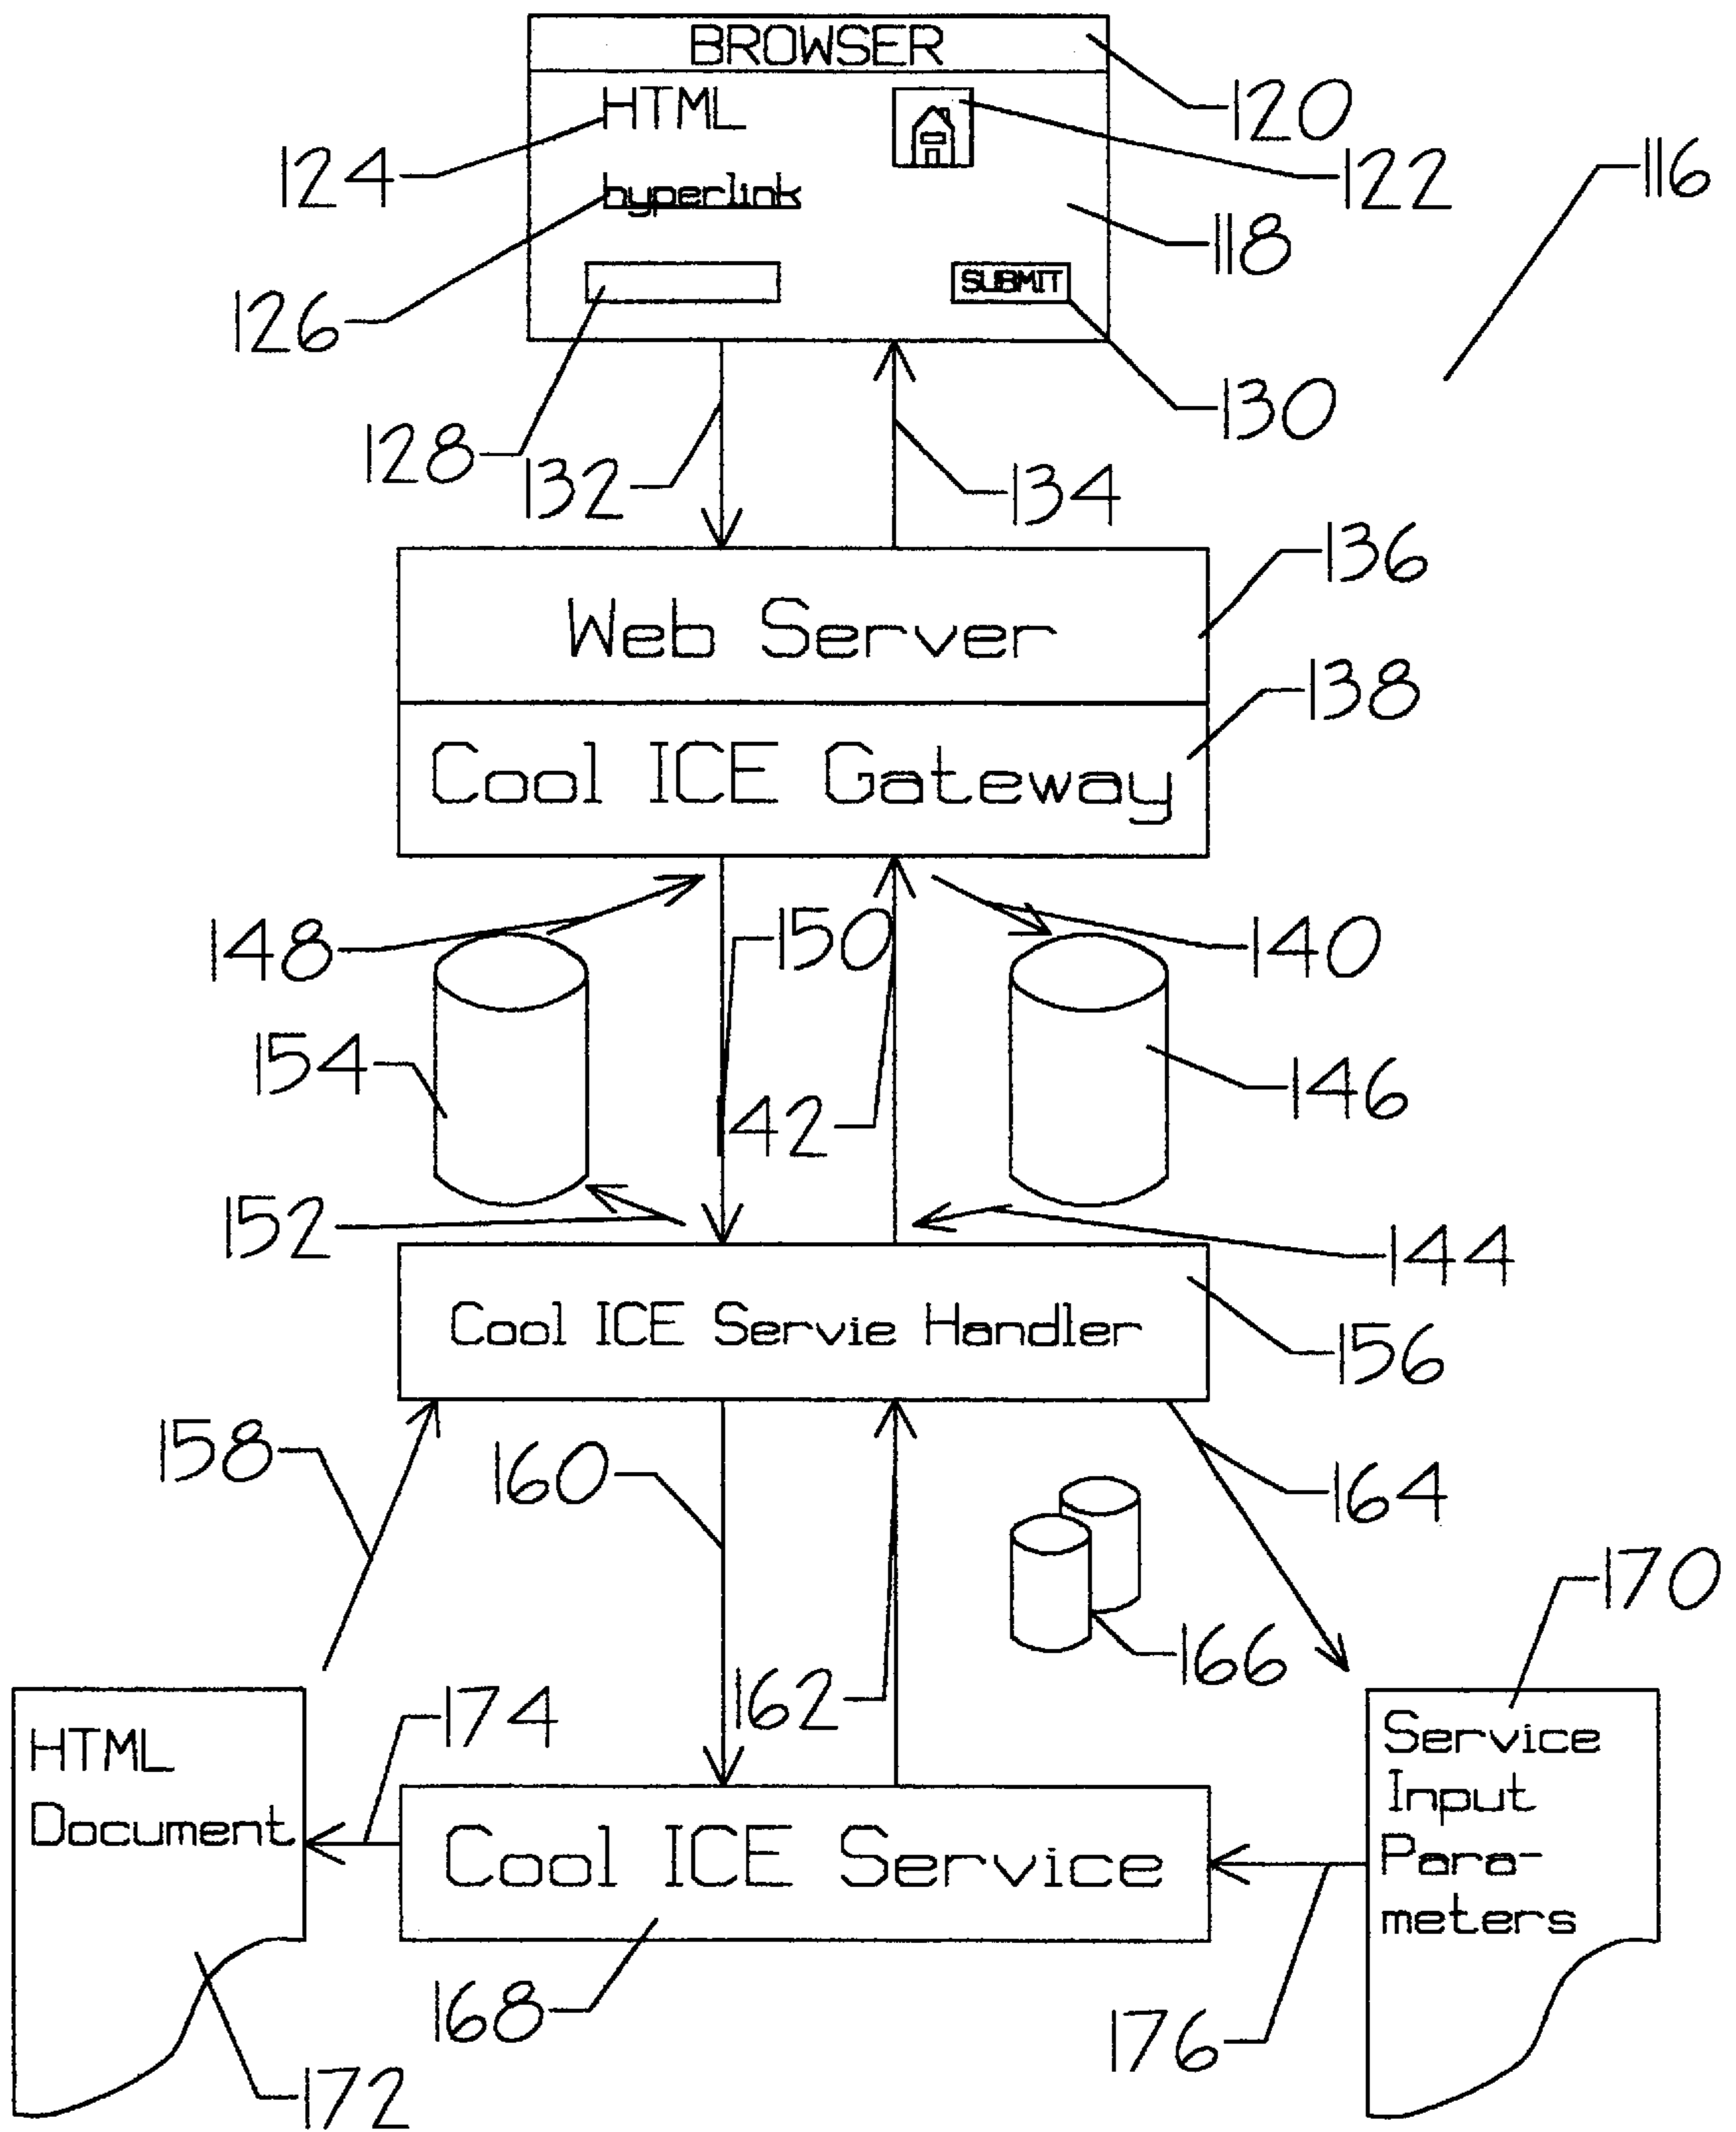 BROWSER
120
HTML
124
122
116
hyperlink
118
126
SUBMIT
130
128
132
134
136
Web Server
138
Cool ICE Gateway
148
150
140
154
146
142
152
144
Cool ICE Servie Handler
156
158
160
164
170
166
162
174
HTML
Document
Service
Input
Para-
meters
Cool ICE Service
168
176
172